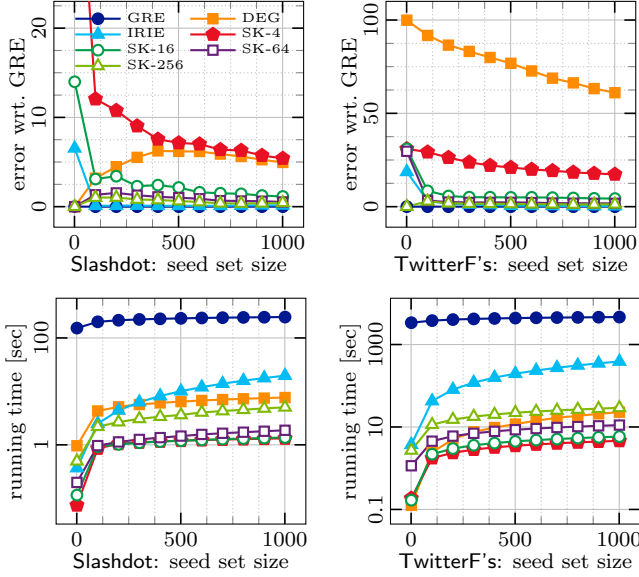 GRE DEG
IRIE SK-4
SK-16 SK-64
SK-256
error wrt. GRE
20
10
0
0 500 1000
Slashdot: seed set size
error wrt. GRE
100
50
0
0 500 1000
TwitterF's: seed set size
running time [sec]
100
1
0 500 1000
Slashdot: seed set size
running time [sec]
1000
10
0.1
0 500 1000
TwitterF's: seed set size